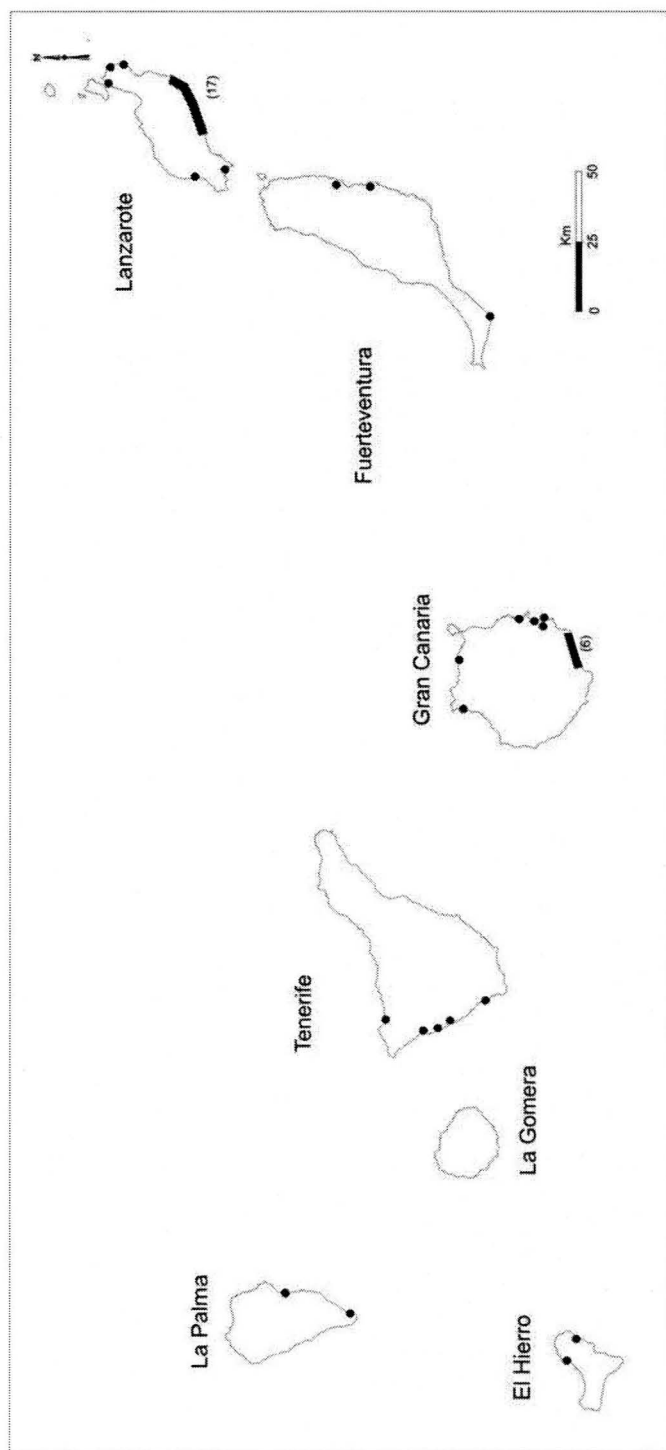 La Palma
El Hierro
La Gomera
Tenerife
Gran Canaria
(6)
Fuerteventura
Lanzarote
(17)
N
Km
0 25 50